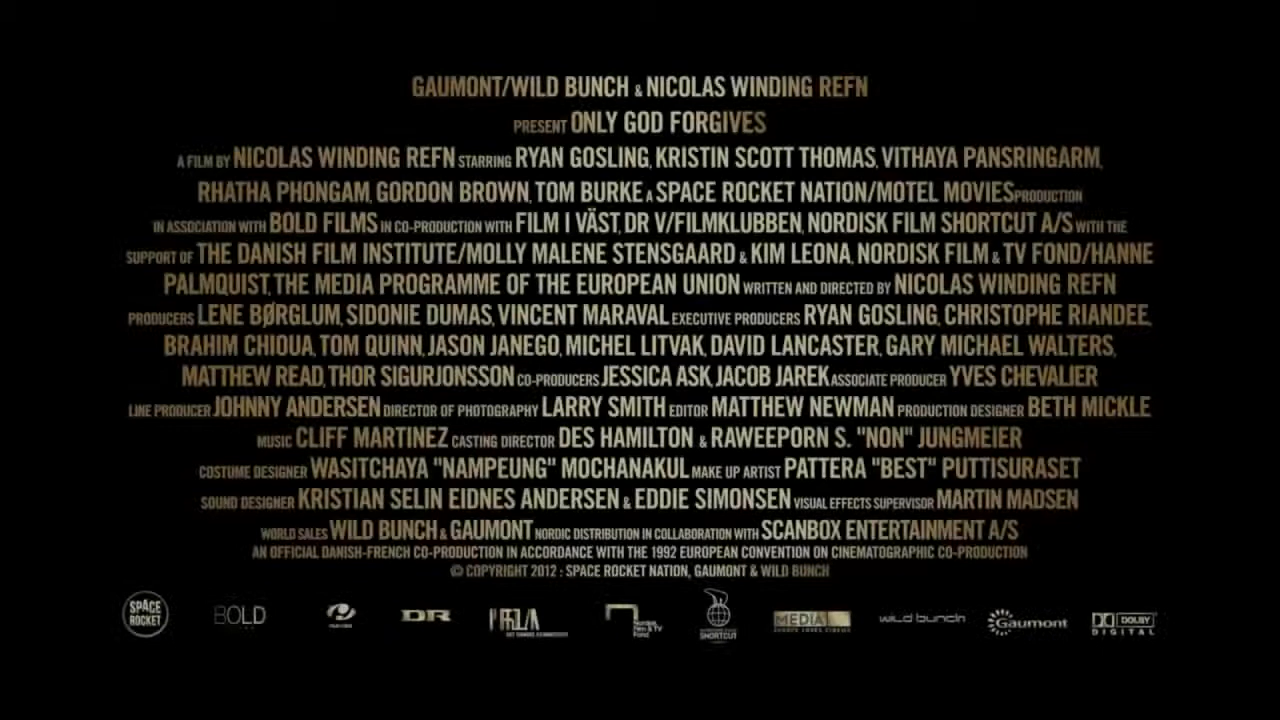 GAUMONT/WILD BUNCH & NICOLAS WINDING REFN
PRESENT ONLY GOD FORGIVES
A FILM BY NICOLAS WINDING REFN STARRING RYAN GOSLING, KRISTIN SCOTT THOMAS, VITHAYA PANSRINGARM,
RHATHA PHONGAM, GORDON BROWN, TOM BURKE A SPACE ROCKET NATION/MOTEL MOVIES PRODUCTION
IN ASSOCIATION WITH BOLD FILMS IN CO-PRODUCTION WITH FILM I VÄST, DR V/FILMKLUBBEN, NORDISK FILM SHORTCUT A/S WITH THE
SUPPORT OF THE DANISH FILM INSTITUTE/MOLLY MALENE STENSGAARD & KIM LEONA, NORDISK FILM & TV FOND/HANNE
PALMQUIST, THE MEDIA PROGRAMME OF THE EUROPEAN UNION WRITTEN AND DIRECTED BY NICOLAS WINDING REFN
PRODUCERS LENE BØRGLUM, SIDONIE DUMAS, VINCENT MARAVAL EXECUTIVE PRODUCERS RYAN GOSLING, CHRISTOPHE RIANDEE,
BRAHIM CHIOUA, TOM QUINN, JASON JANEGO, MICHEL LITVAK, DAVID LANCASTER, GARY MICHAEL WALTERS,
MATTHEW READ, THOR SIGURJONSSON CO-PRODUCERS JESSICA ASK, JACOB JAREK ASSOCIATE PRODUCER YVES CHEVALIER
LINE PRODUCER JOHNNY ANDERSEN DIRECTOR OF PHOTOGRAPHY LARRY SMITH EDITOR MATTHEW NEWMAN PRODUCTION DESIGNER BETH MICKLE
MUSIC CLIFF MARTINEZ CASTING DIRECTOR DES HAMILTON & RAWEEPORN S. "NON" JUNGMEIER
COSTUME DESIGNER WASITCHAYA "NAMPEUNG" MOCHANAKUL MAKE UP ARTIST PATTERA "BEST" PUTTISURASET
SOUND DESIGNER KRISTIAN SELIN EIDNES ANDERSEN & EDDIE SIMONSEN VISUAL EFFECTS SUPERVISOR MARTIN MADSEN
WORLD SALES WILD BUNCH & GAUMONT NORDIC DISTRIBUTION IN COLLABORATION WITH SCANBOX ENTERTAINMENT A/S
AN OFFICIAL DANISH-FRENCH CO-PRODUCTION IN ACCORDANCE WITH THE 1992 EUROPEAN CONVENTION ON CINEMATOGRAPHIC CO-PRODUCTION
© COPYRIGHT 2012 : SPACE ROCKET NATION, GAUMONT & WILD BUNCH
SPACE ROCKET BOLD DR Nordisk Film & TV Fond SHORTCUT MEDIA EUROPE LOVES CINEMA wild bunch Gaumont DOLBY DIGITAL